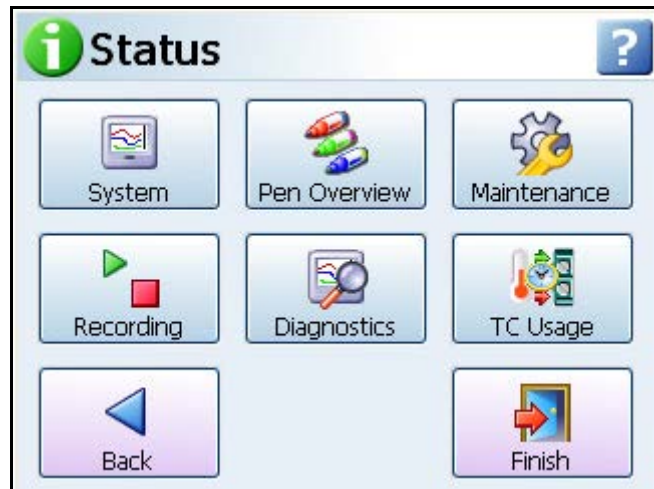 Status
?
System
Pen Overview
Maintenance
Recording
Diagnostics
TC Usage
Back
Finish